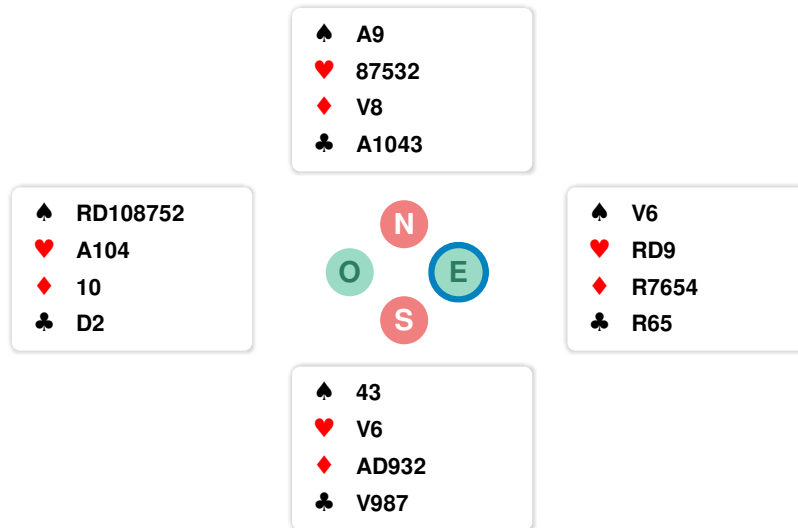 ♠ A9
♥ 87532
♦ V8
♣ A1043
♠ RD108752
♥ A104
♦ 10
♣ D2
N
O E
S
♠ V6
♥ RD9
♦ R7654
♣ R65
♠ 43
♥ V6
♦ AD932
♣ V987